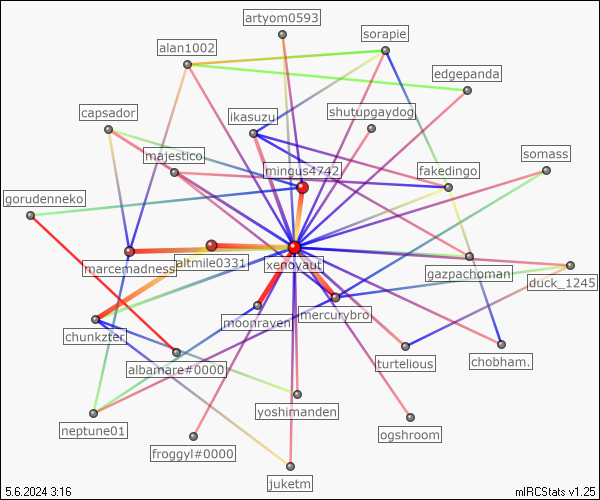 artyom0593
sorapie
alan1002
edgepanda
capsador
ikasuzu
shutupgaydog
majestico
somass
mingus4742
fakedingo
gorudenneko
marcemadness
altmile0331
xenoyaut
gazpachoman
duck_1245
moonraven
mercurybro
chunkzter
turtelious
chobham.
albamare#0000
yoshimanden
neptune01
ogshroom
froggyl#0000
juketm
5.6.2024 3:16
mIRCStats v1.25